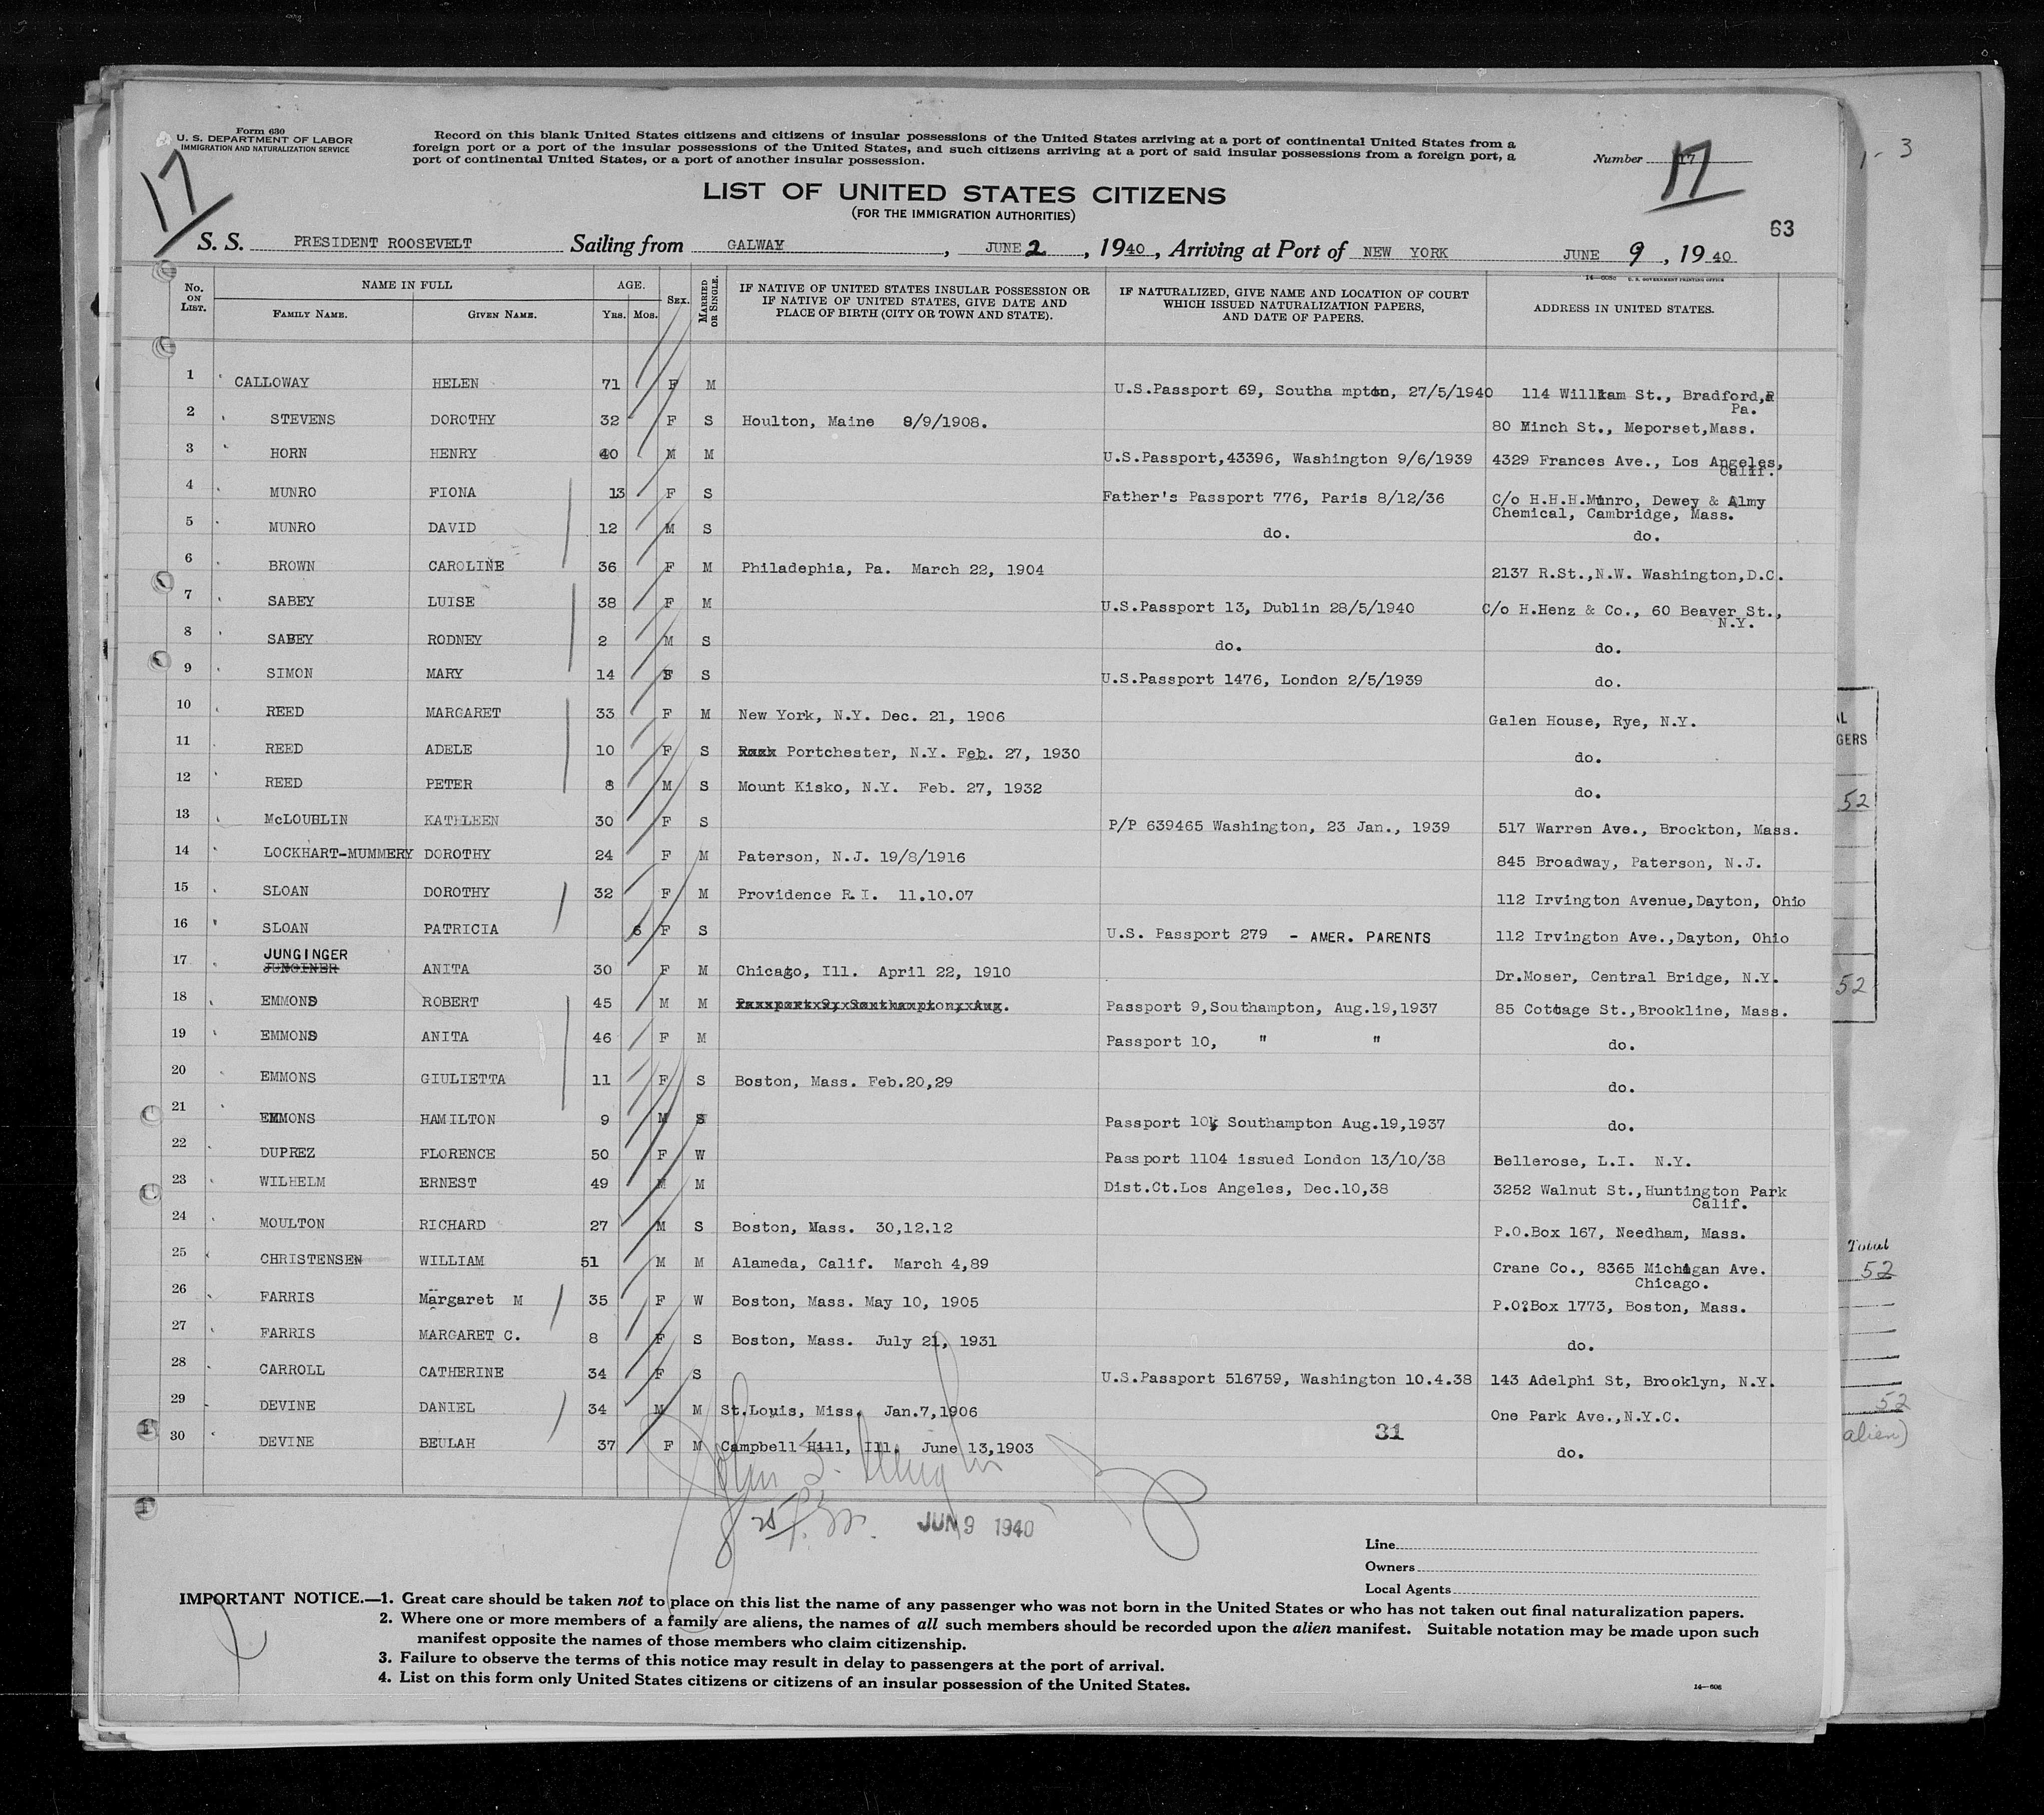 Form 630
U. S. DEPARTMENT OF LABOR
IMMIGRATION AND NATURALIZATION SERVICE
Record on this blank United States citizens and citizens of insular possessions of the United States arriving at a port of continental United States from a
foreign port or a port of the insular possessions of the United States, and such citizens arriving at a port of said insular possessions from a foreign port, a
port of continental United States, or a port of another insular possession.
Number 17
17
17
1-3
LIST OF UNITED STATES CITIZENS
(FOR THE IMMIGRATION AUTHORITIES)
63
S. S. PRESIDENT ROOSEVELT Sailing from GALWAY, JUNE 2, 1940, Arriving at Port of NEW YORK JUNE 9, 1940
U. S. GOVERNMENT PRINTING OFFICE
No. ON LIST. NAME IN FULL FAMILY NAME. GIVEN NAME. AGE. YRS. MOS. SEX. MARRIED OR SINGLE. IF NATIVE OF UNITED STATES INSULAR POSSESSION OR IF NATIVE OF UNITED STATES, GIVE DATE AND PLACE OF BIRTH (CITY OR TOWN AND STATE). IF NATURALIZED, GIVE NAME AND LOCATION OF COURT WHICH ISSUED NATURALIZATION PAPERS, AND DATE OF PAPERS. ADDRESS IN UNITED STATES.
1 CALLOWAY HELEN 71 F M U.S.Passport 69, Southa mpton, 27/5/1940 114 William St., Bradford, Pa.
2 STEVENS DOROTHY 32 F S Houlton, Maine 8/9/1908. 80 Minch St., Meporset,Mass.
3 HORN HENRY 40 M M U.S.Passport,43396, Washington 9/6/1939 4329 Frances Ave., Los Angeles, Calif.
4 MUNRO FIONA 13 F S Father's Passport 776, Paris 8/12/36 C/o H.H.H.Munro, Dewey & Almy Chemical, Cambridge, Mass.
5 MUNRO DAVID 12 M S do. do.
6 BROWN CAROLINE 36 F M Philadephia, Pa. March 22, 1904 2137 R.St.,N.W. Washington,D.C.
7 SABEY LUISE 38 F M U.S.Passport 13, Dublin 28/5/1940 C/o H.Henz & Co., 60 Beaver St., N.Y.
8 SABEY RODNEY 2 M S do. do.
9 SIMON MARY 14 F S U.S.Passport 1476, London 2/5/1939 do.
10 REED MARGARET 33 F M New York, N.Y. Dec. 21, 1906 Galen House, Rye, N.Y.
11 REED ADELE 10 F S Portchester, N.Y. Feb. 27, 1930 do.
12 REED PETER 8 M S Mount Kisko, N.Y. Feb. 27, 1932 do.
13 McLOUBLIN KATHLEEN 30 F S P/P 639465 Washington, 23 Jan., 1939 517 Warren Ave., Brockton, Mass.
14 LOCKHART-MUMMERY DOROTHY 24 F M Paterson, N.J. 19/8/1916 845 Broadway, Paterson, N.J.
15 SLOAN DOROTHY 32 F M Providence R.I. 11.10.07 112 Irvington Avenue,Dayton, Ohio
16 SLOAN PATRICIA 6 F S U.S. Passport 279 - AMER. PARENTS 112 Irvington Ave.,Dayton, Ohio
17 JUNGINGER JUNGINER ANITA 30 F M Chicago, Ill. April 22, 1910 Dr.Moser, Central Bridge, N.Y.
18 EMMONS ROBERT 45 M M Passport 9, Southampton, Aug. Passport 9,Southampton, Aug.19,1937 85 Cottage St.,Brookline, Mass.
19 EMMONS ANITA 46 F M Passport 10, " " do.
20 EMMONS GIULIETTA 11 F S Boston, Mass. Feb.20,29 do.
21 EMMONS HAMILTON 9 M S Passport 10, Southampton Aug.19,1937 do.
22 DUPREZ FLORENCE 50 F W Passport 1104 issued London 13/10/38 Bellerose, L.I. N.Y.
23 WILHELM ERNEST 49 M M Dist.Ct.Los Angeles, Dec.10,38 3252 Walnut St.,Huntington Park Calif.
24 MOULTON RICHARD 27 M S Boston, Mass. 30,12.12 P.O.Box 167, Needham, Mass.
25 CHRISTENSEN WILLIAM 51 M M Alameda, Calif. March 4,89 Crane Co., 8365 Michigan Ave. Chicago.
26 FARRIS Margaret M 35 F W Boston, Mass. May 10, 1905 P.O.Box 1773, Boston, Mass.
27 FARRIS MARGARET C. 8 F S Boston, Mass. July 21, 1931 do.
28 CARROLL CATHERINE 34 F S U.S.Passport 516759, Washington 10.4.38 143 Adelphi St, Brooklyn, N.Y.
29 DEVINE DANIEL 34 M M St.Louis, Miss. Jan.7,1906 One Park Ave.,N.Y.C.
30 DEVINE BEULAH 37 F M Campbell Hill, Ill. June 13,1903 do.
31
JUN 9 1940
Line
Owners
Local Agents
IMPORTANT NOTICE.—1. Great care should be taken not to place on this list the name of any passenger who was not born in the United States or who has not taken out final naturalization papers.
2. Where one or more members of a family are aliens, the names of all such members should be recorded upon the alien manifest. Suitable notation may be made upon such
manifest opposite the names of those members who claim citizenship.
3. Failure to observe the terms of this notice may result in delay to passengers at the port of arrival.
4. List on this form only United States citizens or citizens of an insular possession of the United States.
14—608
GERS
52
52
Total
52
52
alien)